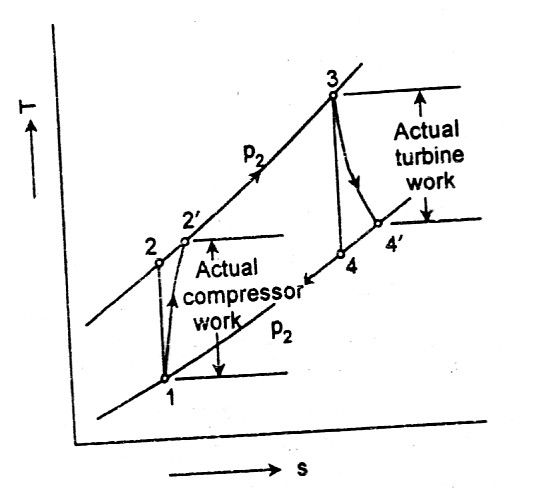 T
3
p2
Actual
turbine
work
2'
2
4'
4
Actual
compressor
work
p2
1
s